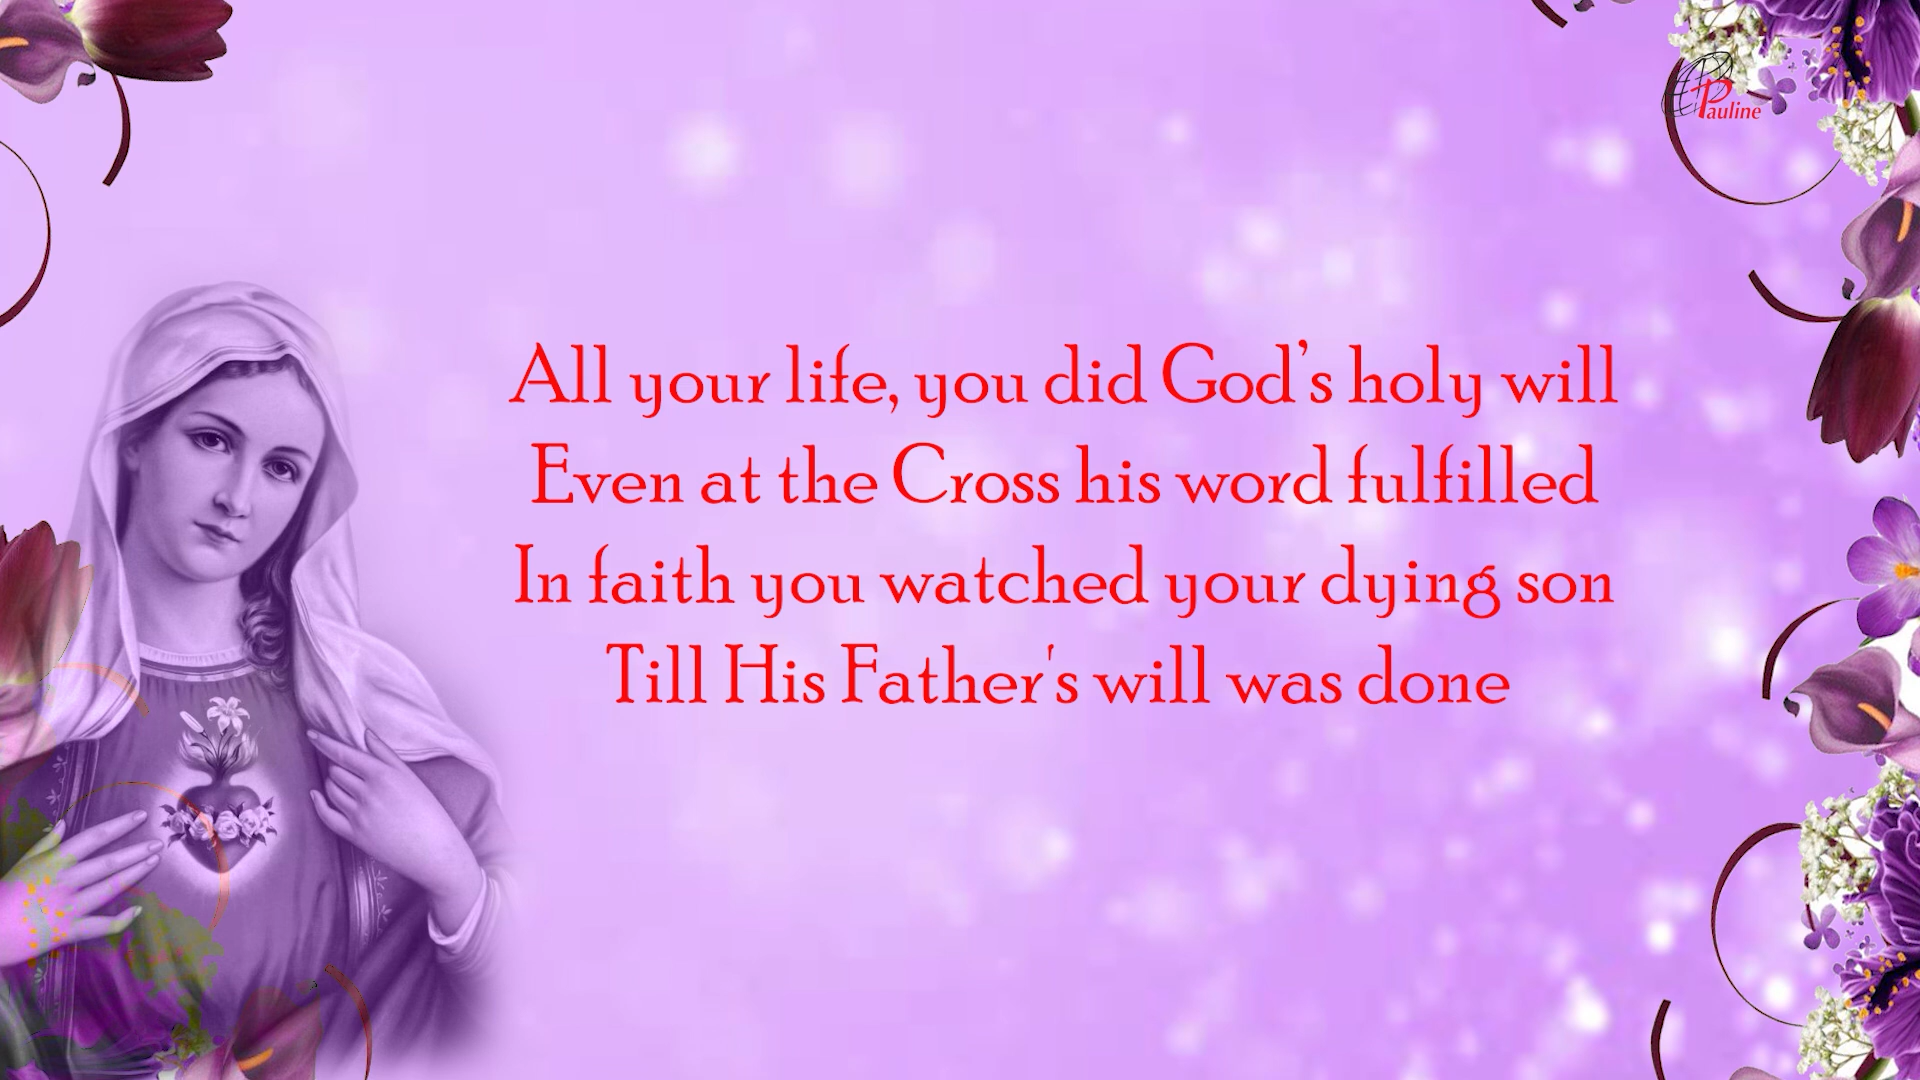 Pauline
All your life, you did God’s holy will
Even at the Cross his word fulfilled
In faith you watched your dying son
Till His Father's will was done